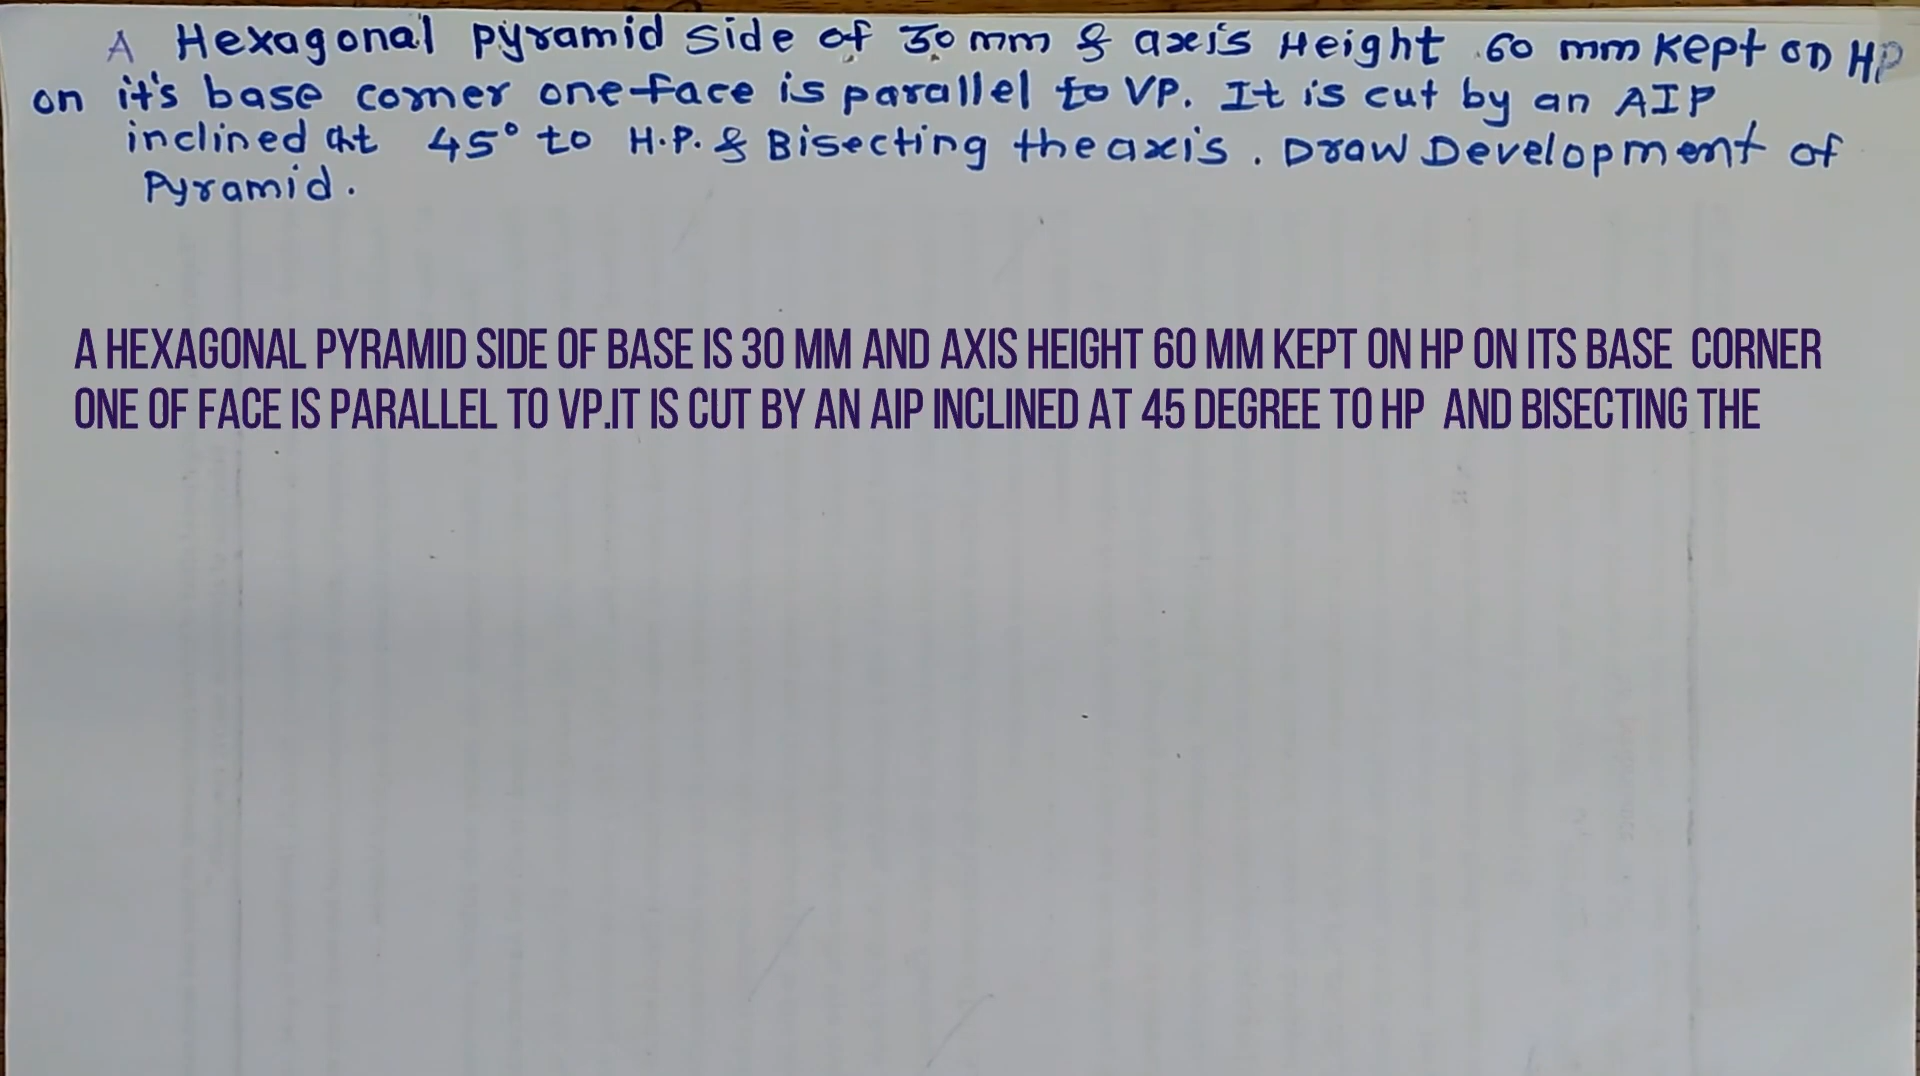 A Hexagonal pyramid side of 30 mm & axis Height 60 mm kept on HP
on it's base corner one face is parallel to VP. It is cut by an AIP
inclined at 45° to H.P. & Bisecting the axis. Draw Development of
Pyramid.
A HEXAGONAL PYRAMID SIDE OF BASE IS 30 MM AND AXIS HEIGHT 60 MM KEPT ON HP ON ITS BASE CORNER
ONE OF FACE IS PARALLEL TO VP.IT IS CUT BY AN AIP INCLINED AT 45 DEGREE TO HP AND BISECTING THE